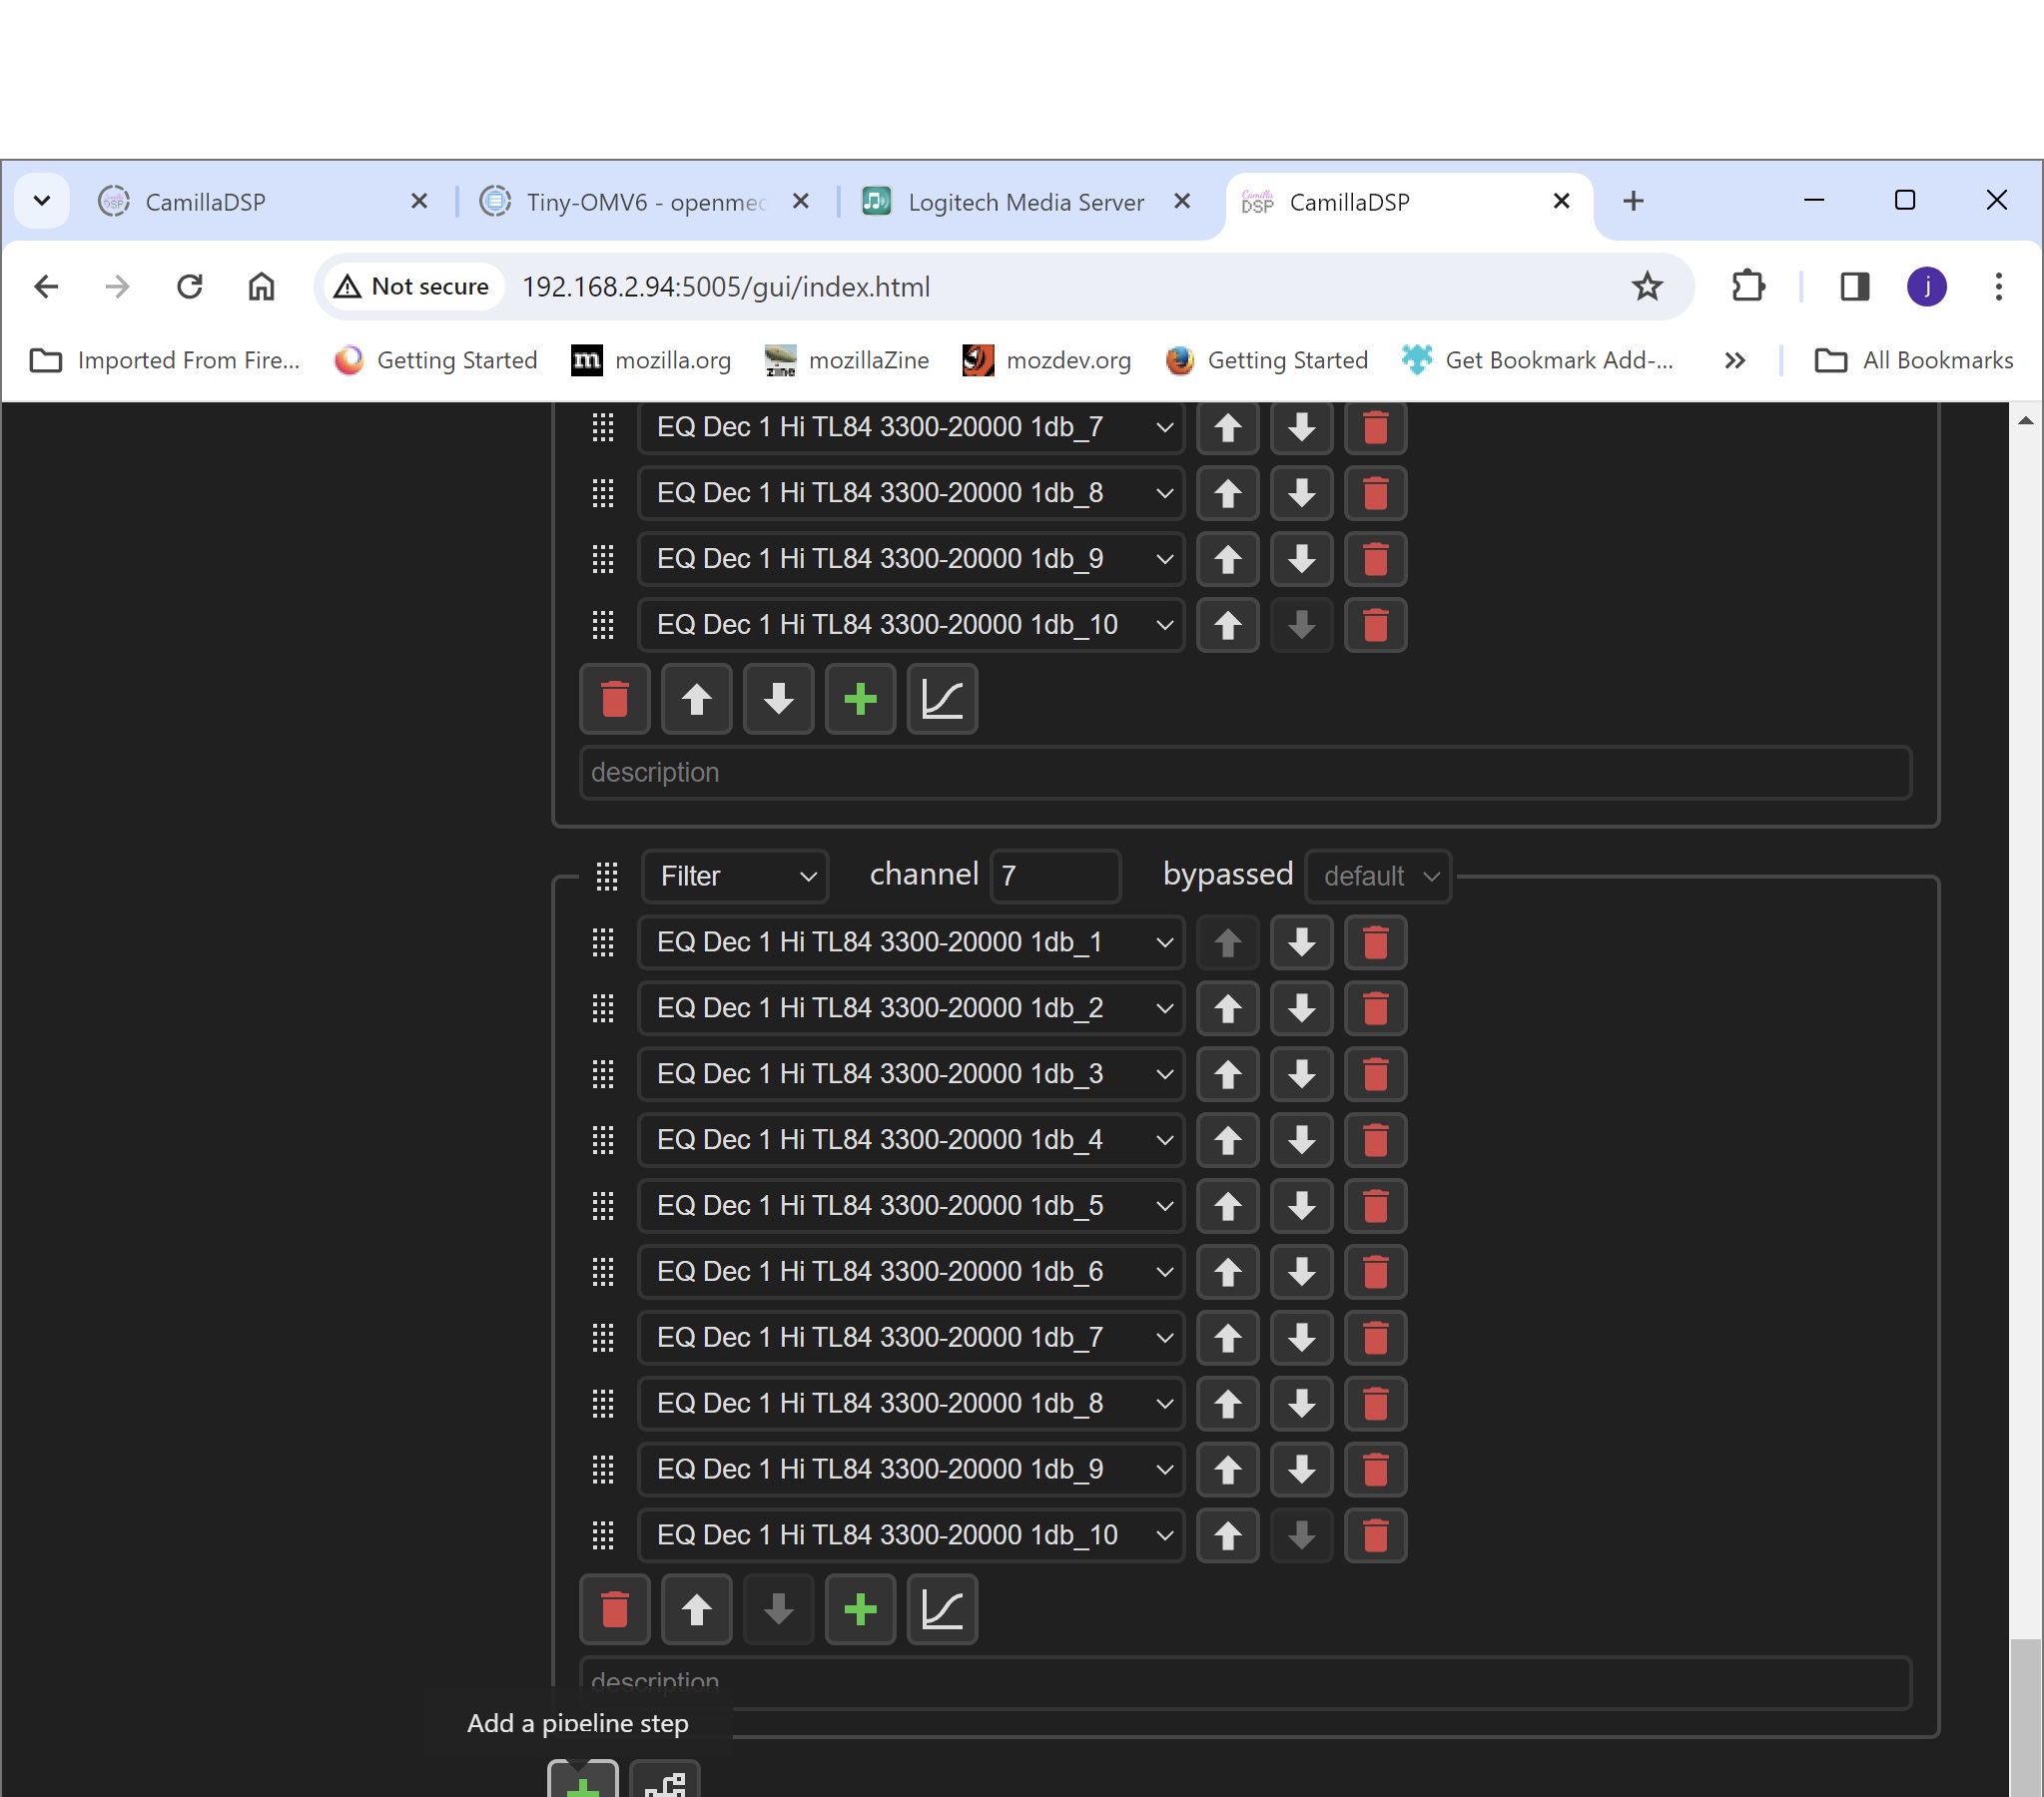 CamillaDSP Tiny-OMV6 - openmec Logitech Media Server CamillaDSP
Not secure 192.168.2.94:5005/gui/index.html j
Imported From Fire... Getting Started mozilla.org mozillaZine mozdev.org Getting Started Get Bookmark Add-... All Bookmarks
EQ Dec 1 Hi TL84 3300-20000 1db_7
EQ Dec 1 Hi TL84 3300-20000 1db_8
EQ Dec 1 Hi TL84 3300-20000 1db_9
EQ Dec 1 Hi TL84 3300-20000 1db_10
description
Filter channel 7 bypassed default
EQ Dec 1 Hi TL84 3300-20000 1db_1
EQ Dec 1 Hi TL84 3300-20000 1db_2
EQ Dec 1 Hi TL84 3300-20000 1db_3
EQ Dec 1 Hi TL84 3300-20000 1db_4
EQ Dec 1 Hi TL84 3300-20000 1db_5
EQ Dec 1 Hi TL84 3300-20000 1db_6
EQ Dec 1 Hi TL84 3300-20000 1db_7
EQ Dec 1 Hi TL84 3300-20000 1db_8
EQ Dec 1 Hi TL84 3300-20000 1db_9
EQ Dec 1 Hi TL84 3300-20000 1db_10
description
Add a pipeline step